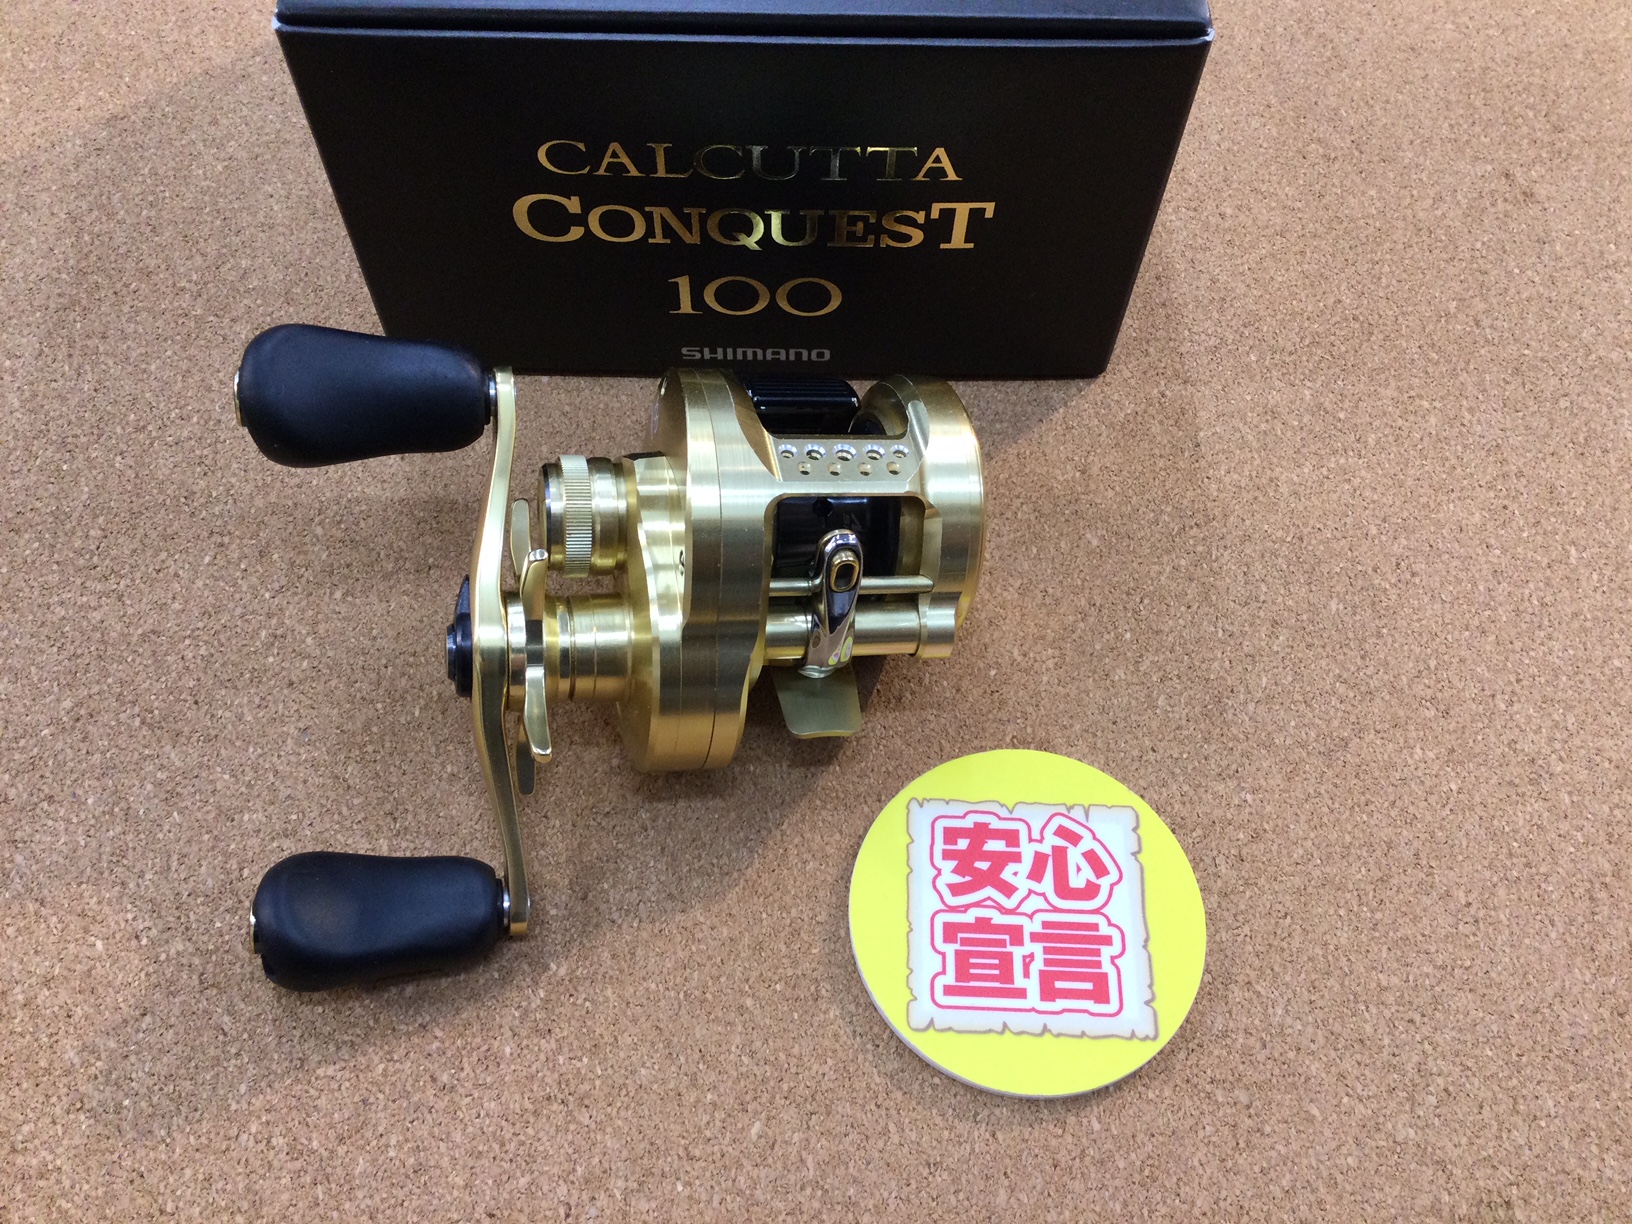 CALCUTTA
CONQUEST
100
SHIMANO
安心
宣言